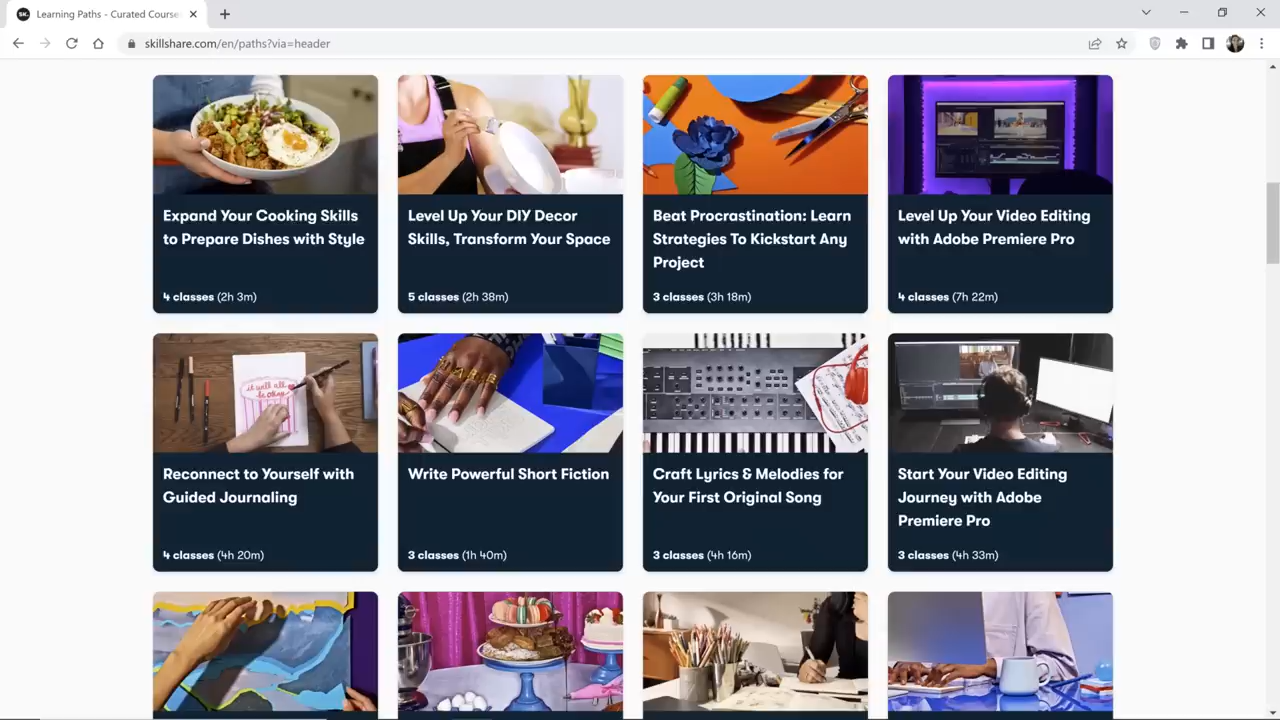 Learning Paths - Curated Course
skillshare.com/en/paths?via=header
Expand Your Cooking Skills
to Prepare Dishes with Style
4 classes (2h 3m)
Level Up Your DIY Decor
Skills, Transform Your Space
5 classes (2h 38m)
Beat Procrastination: Learn
Strategies To Kickstart Any
Project
3 classes (3h 18m)
Level Up Your Video Editing
with Adobe Premiere Pro
4 classes (7h 22m)
it will all
be okay
Reconnect to Yourself with
Guided Journaling
4 classes (4h 20m)
Write Powerful Short Fiction
3 classes (1h 40m)
Craft Lyrics & Melodies for
Your First Original Song
3 classes (4h 16m)
Start Your Video Editing
Journey with Adobe
Premiere Pro
3 classes (4h 33m)